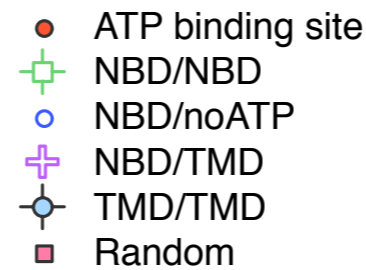 ATP binding site
NBD/NBD
NBD/noATP
NBD/TMD
TMD/TMD
Random